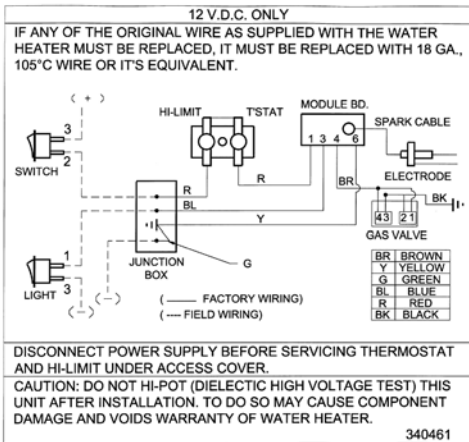 12 V.D.C. ONLY
IF ANY OF THE ORIGINAL WIRE AS SUPPLIED WITH THE WATER
HEATER MUST BE REPLACED, IT MUST BE REPLACED WITH 18 GA.,
105°C WIRE OR IT'S EQUIVALENT.
( + )
HI-LIMIT T'STAT
MODULE BD.
SPARK CABLE
3
2
SWITCH
1 3 4 6
ELECTRODE
R
R
BR
BL
Y
BK
43 21
GAS VALVE
1
3
LIGHT
(-) (-)
JUNCTION
BOX
G
( ____ FACTORY WIRING)
( ---- FIELD WIRING)
BR BROWN
Y YELLOW
G GREEN
BL BLUE
R RED
BK BLACK
DISCONNECT POWER SUPPLY BEFORE SERVICING THERMOSTAT
AND HI-LIMIT UNDER ACCESS COVER.
CAUTION: DO NOT HI-POT (DIELECTIC HIGH VOLTAGE TEST) THIS
UNIT AFTER INSTALLATION. TO DO SO MAY CAUSE COMPONENT
DAMAGE AND VOIDS WARRANTY OF WATER HEATER.
340461